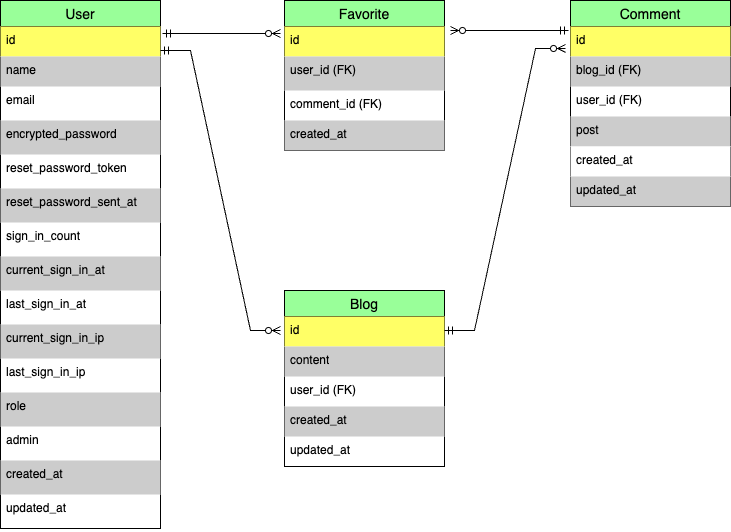 User
id
name
email
encrypted_password
reset_password_token
reset_password_sent_at
sign_in_count
current_sign_in_at
last_sign_in_at
current_sign_in_ip
last_sign_in_ip
role
admin
created_at
updated_at
Favorite
id
user_id (FK)
comment_id (FK)
created_at
Comment
id
blog_id (FK)
user_id (FK)
post
created_at
updated_at
Blog
id
content
user_id (FK)
created_at
updated_at